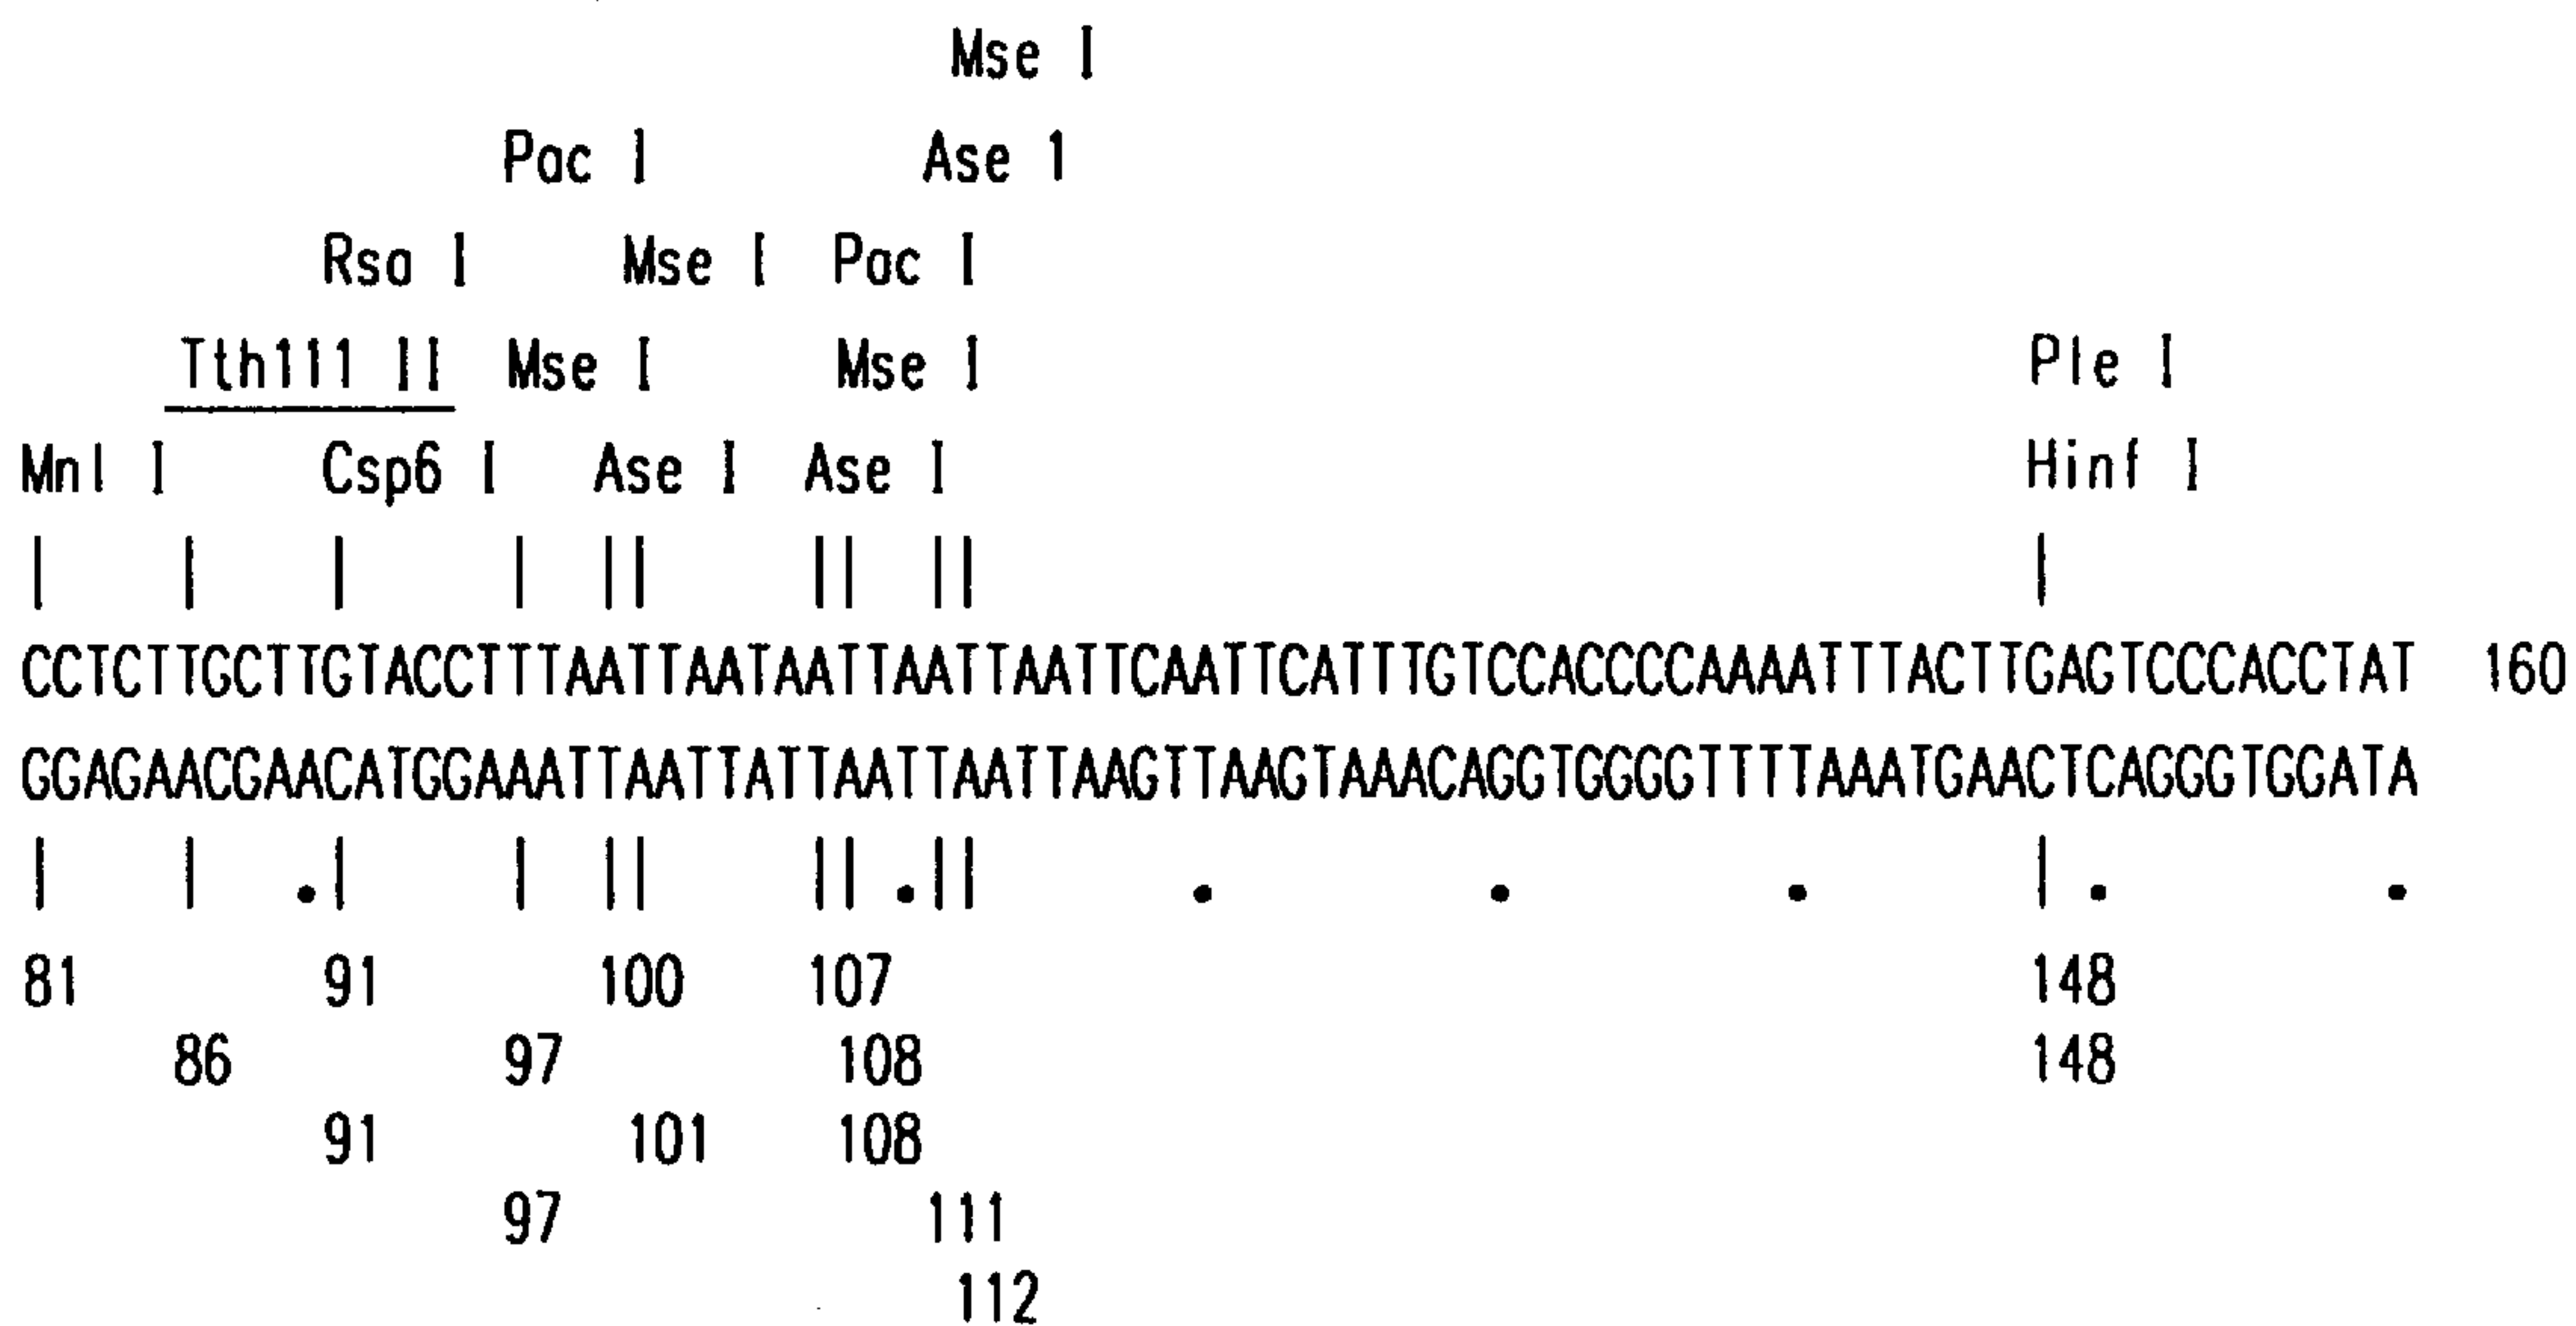 Mse I
Pac I Ase 1
Rsa I Mse I Pac I
Tth111 II Mse I Mse I Ple I
Mnl I Csp6 I Ase I Ase I Hinf I
CCTCTTGCTTGTACCTTTAATTAATAATTAATTAATTCAATTCATTTGTCCACCCCAAAATTTACTTGAGTCCCACCTAT 160
GGAGAACGAACATGGAAATTAATTATTAATTAATTAAGTTAAGTAAACAGGTGGGGTTTTAAATGAACTCAGGGTGGATA
81 91 100 107 148
86 97 108 148
91 101 108
97 111
112